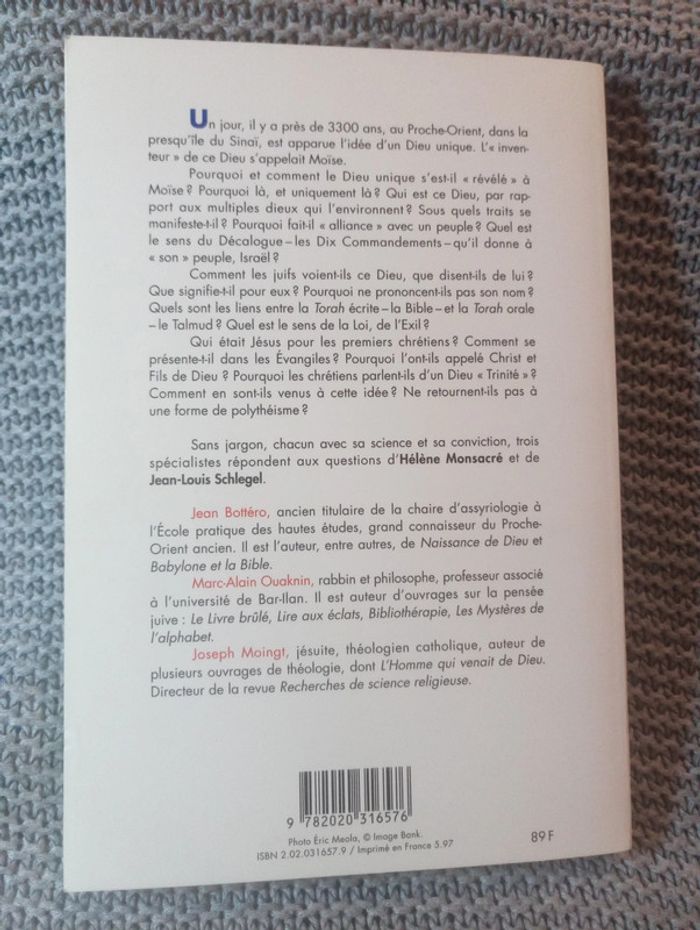 Un jour, il y a près de 3300 ans, au Proche-Orient, dans la
presqu'île du Sinaï, est apparue l'idée d'un Dieu unique. L'« inven-
teur » de ce Dieu s'appelait Moïse.
Pourquoi et comment le Dieu unique s'est-il « révélé » à
Moïse ? Pourquoi là, et uniquement là ? Qui est ce Dieu, par rap-
port aux multiples dieux qui l'environnent ? Sous quels traits se
manifeste-t-il ? Pourquoi fait-il « alliance » avec un peuple ? Quel est
le sens du Décalogue – les Dix Commandements – qu'il donne à
« son » peuple, Israël ?
Comment les juifs voient-ils ce Dieu, que disent-ils de lui ?
Que signifie-t-il pour eux ? Pourquoi ne prononcent-ils pas son nom ?
Quels sont les liens entre la Torah écrite – la Bible – et la Torah orale
– le Talmud ? Quel est le sens de la Loi, de l'Exil ?
Qui était Jésus pour les premiers chrétiens ? Comment se
présente-t-il dans les Évangiles ? Pourquoi l'ont-ils appelé Christ et
Fils de Dieu ? Pourquoi les chrétiens parlent-ils d'un Dieu « Trinité » ?
Comment en sont-ils venus à cette idée ? Ne retournent-ils pas à
une forme de polythéisme ?
Sans jargon, chacun avec sa science et sa conviction, trois
spécialistes répondent aux questions d'Hélène Monsacré et de
Jean-Louis Schlegel.
Jean Bottéro, ancien titulaire de la chaire d'assyriologie à
l'École pratique des hautes études, grand connaisseur du Proche-
Orient ancien. Il est l'auteur, entre autres, de Naissance de Dieu et
Babylone et la Bible.
Marc-Alain Ouaknin, rabbin et philosophe, professeur associé
à l'université de Bar-Ilan. Il est auteur d'ouvrages sur la pensée
juive : Le Livre brûlé, Lire aux éclats, Bibliothérapie, Les Mystères de
l'alphabet.
Joseph Moingt, jésuite, théologien catholique, auteur de
plusieurs ouvrages de théologie, dont L'Homme qui venait de Dieu.
Directeur de la revue Recherches de science religieuse.
9 782020 316576
Photo Éric Meola, © Image Bank.
ISBN 2.02.031657.9 / Imprimé en France 5.97
89 F